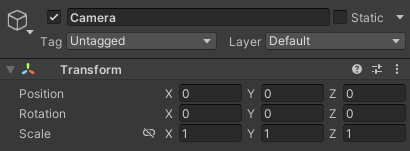 Camera Static
Tag Untagged Layer Default
Transform
Position X 0 Y 0 Z 0
Rotation X 0 Y 0 Z 0
Scale X 1 Y 1 Z 1